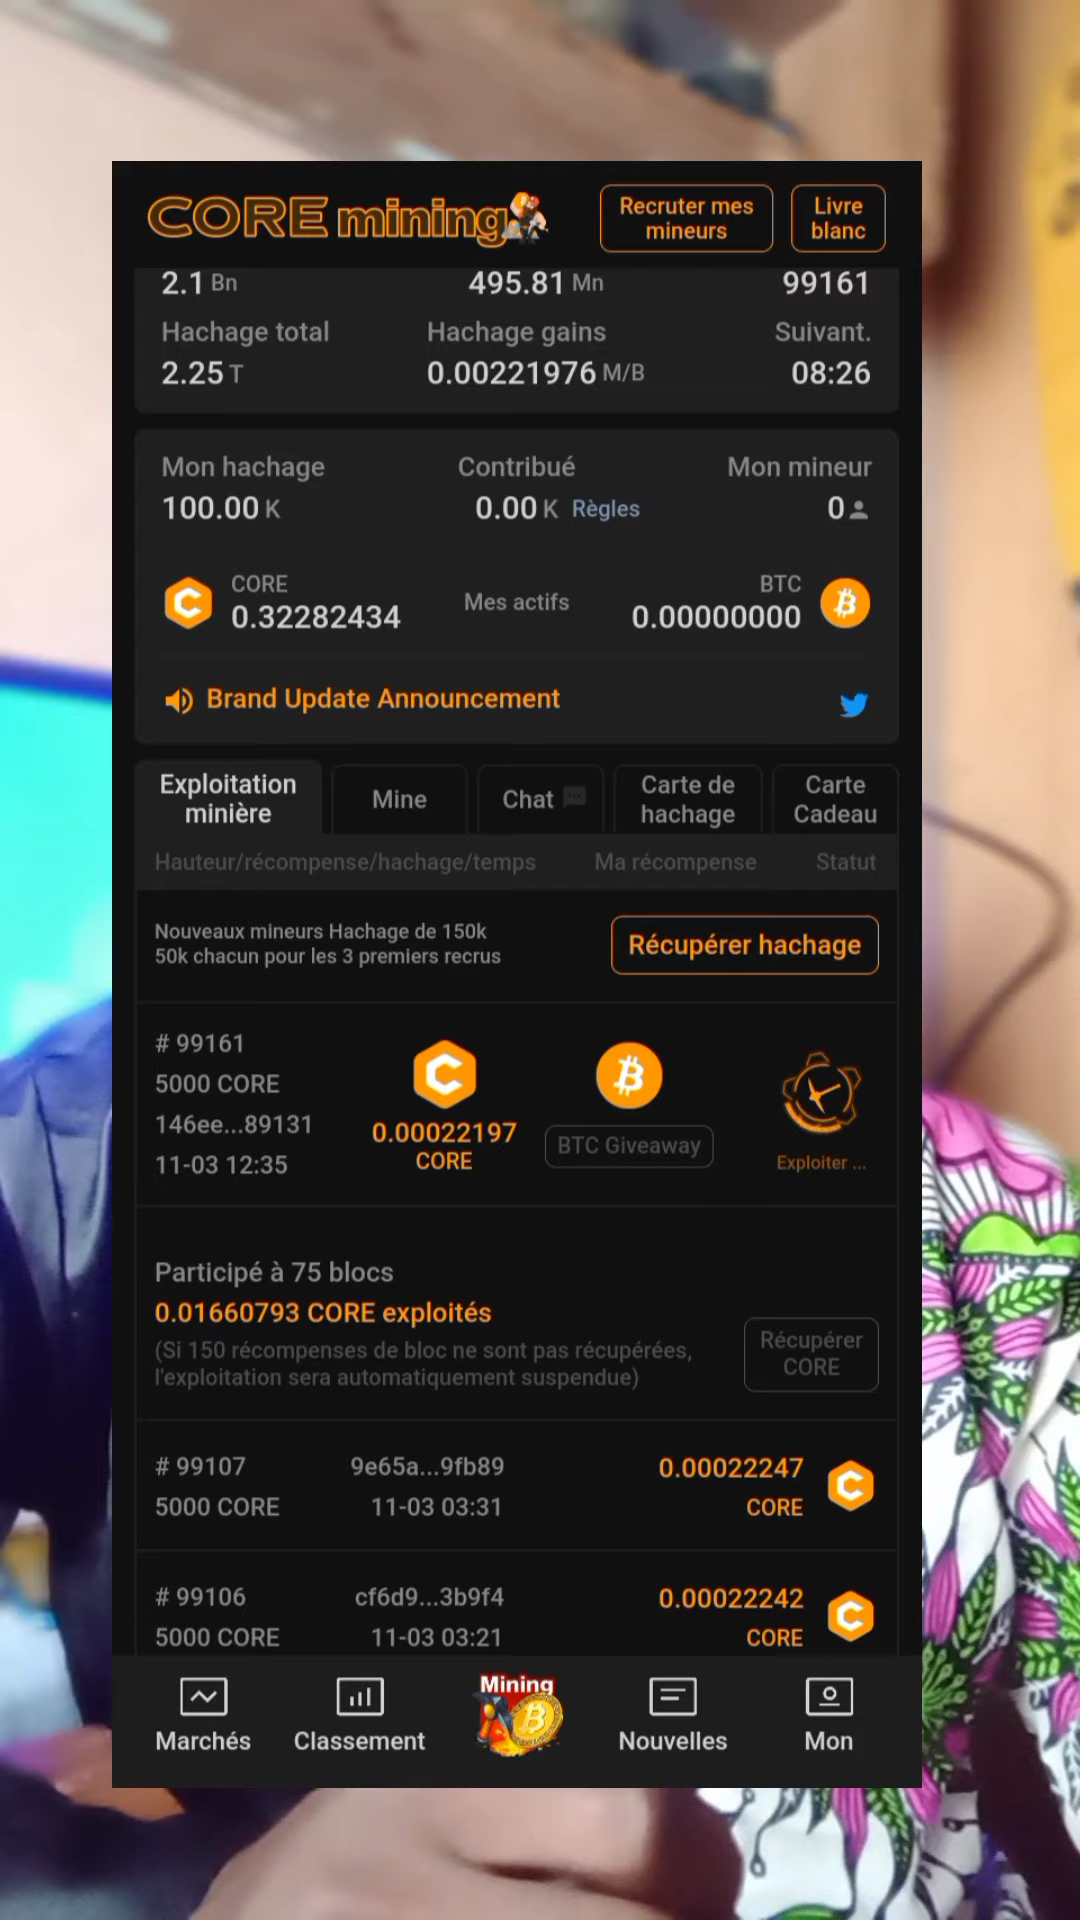 CORE mining
Recruter mes
mineurs
Livre
blanc
2.1 Bn
495.81 Mn
99161
Hachage total
Hachage gains
Suivant.
2.25 T
0.00221976 M/B
08:26
Mon hachage
Contribué
Mon mineur
100.00 K
0.00 K Règles
0
CORE
0.32282434
Mes actifs
BTC
0.00000000
Brand Update Announcement
Exploitation
minière
Mine
Chat
Carte de
hachage
Carte
Cadeau
Hauteur/récompense/hachage/temps
Ma récompense
Statut
Nouveaux mineurs Hachage de 150k
50k chacun pour les 3 premiers recrus
Récupérer hachage
# 99161
5000 CORE
146ee...89131
11-03 12:35
0.00022197
CORE
BTC Giveaway
Exploiter ...
Participé à 75 blocs
0.01660793 CORE exploités
(Si 150 récompenses de bloc ne sont pas récupérées,
l'exploitation sera automatiquement suspendue)
Récupérer
CORE
# 99107
9e65a...9fb89
0.00022247
5000 CORE
11-03 03:31
CORE
# 99106
cf6d9...3b9f4
0.00022242
5000 CORE
11-03 03:21
CORE
Marchés
Classement
Mining
Nouvelles
Mon